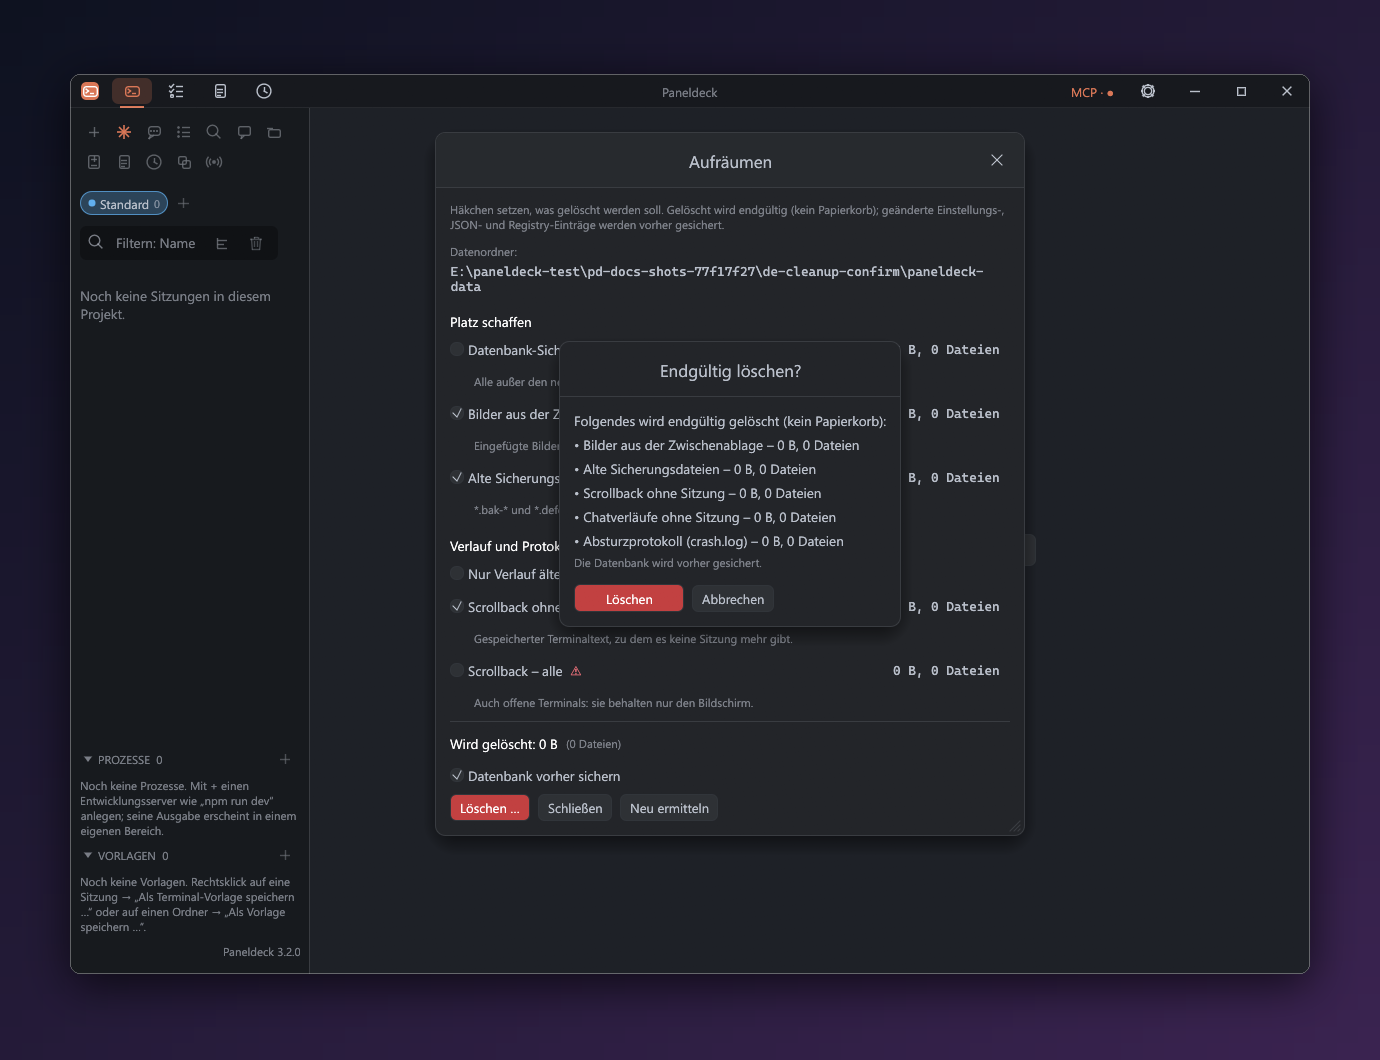 Paneldeck
MCP ·
Standard 0
Filtern: Name
Noch keine Sitzungen in diesem
Projekt.
PROZESSE 0
Noch keine Prozesse. Mit + einen
Entwicklungsserver wie „npm run dev“
anlegen; seine Ausgabe erscheint in einem
eigenen Bereich.
VORLAGEN 0
Noch keine Vorlagen. Rechtsklick auf eine
Sitzung → „Als Terminal-Vorlage speichern
…“ oder auf einen Ordner → „Als Vorlage
speichern …“.
Paneldeck 3.2.0
Aufräumen
Häkchen setzen, was gelöscht werden soll. Gelöscht wird endgültig (kein Papierkorb); geänderte Einstellungs-,
JSON- und Registry-Einträge werden vorher gesichert.
Datenordner:
E:\paneldeck-test\pd-docs-shots-77f17f27\de-cleanup-confirm\paneldeck-
data
Platz schaffen
Datenbank-Sich B, 0 Dateien
Alle außer den ne
Bilder aus der Z B, 0 Dateien
Eingefügte Bilder
Alte Sicherungs B, 0 Dateien
*.bak-* und *.defe
Verlauf und Protok
Nur Verlauf älte
Scrollback ohne B, 0 Dateien
Gespeicherter Terminaltext, zu dem es keine Sitzung mehr gibt.
Scrollback – alle 0 B, 0 Dateien
Auch offene Terminals: sie behalten nur den Bildschirm.
Wird gelöscht: 0 B (0 Dateien)
Datenbank vorher sichern
Löschen … Schließen Neu ermitteln
Endgültig löschen?
Folgendes wird endgültig gelöscht (kein Papierkorb):
• Bilder aus der Zwischenablage – 0 B, 0 Dateien
• Alte Sicherungsdateien – 0 B, 0 Dateien
• Scrollback ohne Sitzung – 0 B, 0 Dateien
• Chatverläufe ohne Sitzung – 0 B, 0 Dateien
• Absturzprotokoll (crash.log) – 0 B, 0 Dateien
Die Datenbank wird vorher gesichert.
Löschen Abbrechen